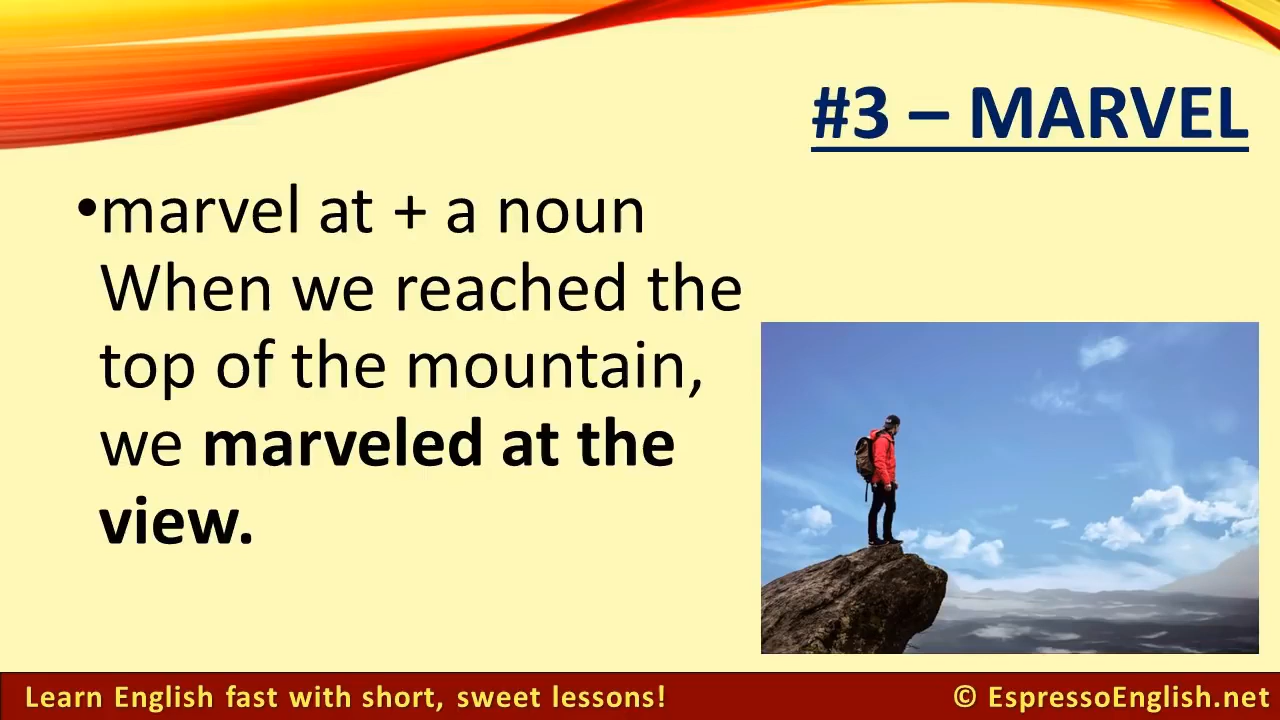 #3 – MARVEL
•marvel at + a noun
When we reached the
top of the mountain,
we marveled at the
view.
Learn English fast with short, sweet lessons!
© EspressoEnglish.net